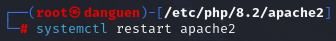 ┌──(root㉿danguen)-[/etc/php/8.2/apache2]
└─# systemctl restart apache2